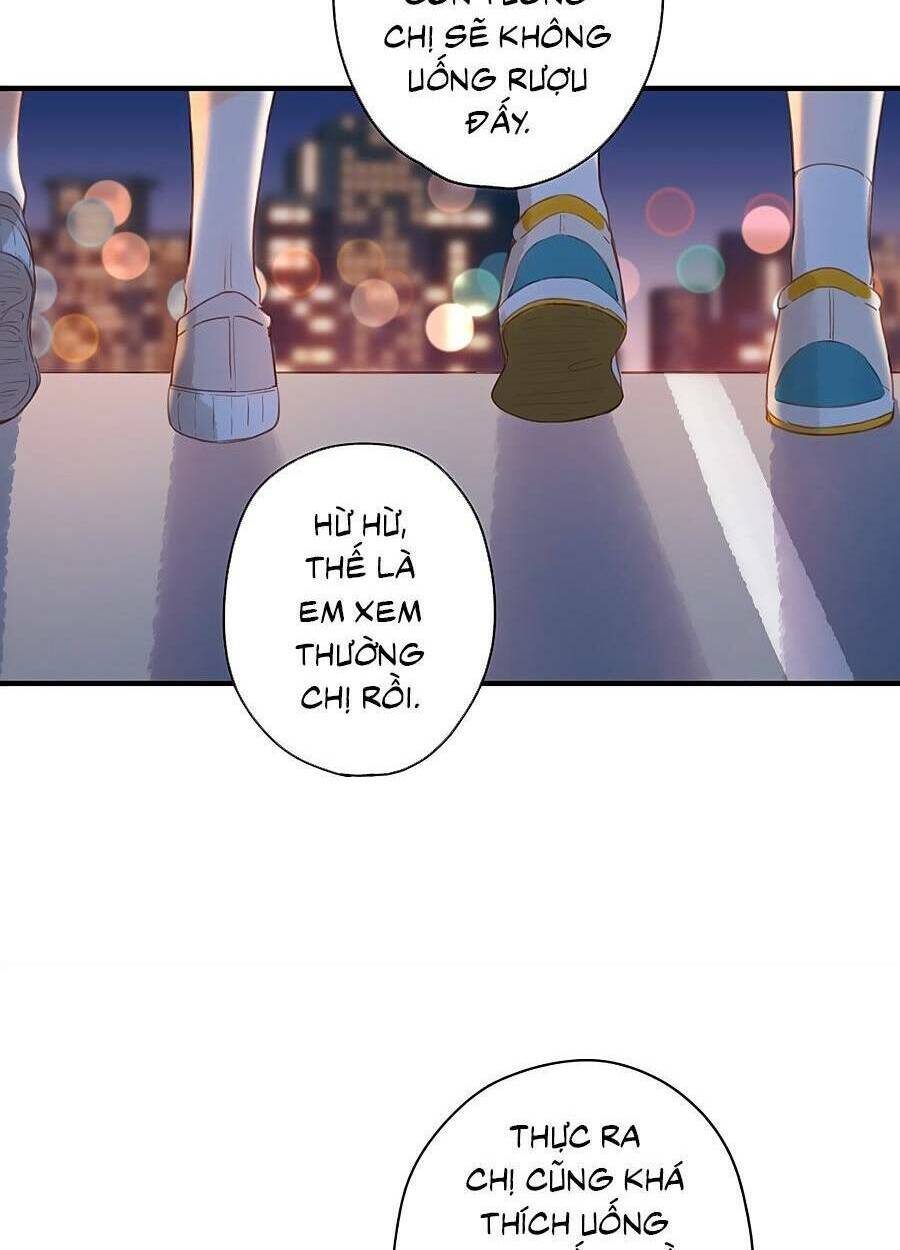 CHỊ SẼ KHÔNG
UỐNG RƯỢU
ĐẤY.
HỪ HỪ,
THẾ LÀ
EM XEM
THƯỜNG
CHỊ RỒI.
THỰC RA
CHỊ CŨNG KHÁ
THÍCH UỐNG